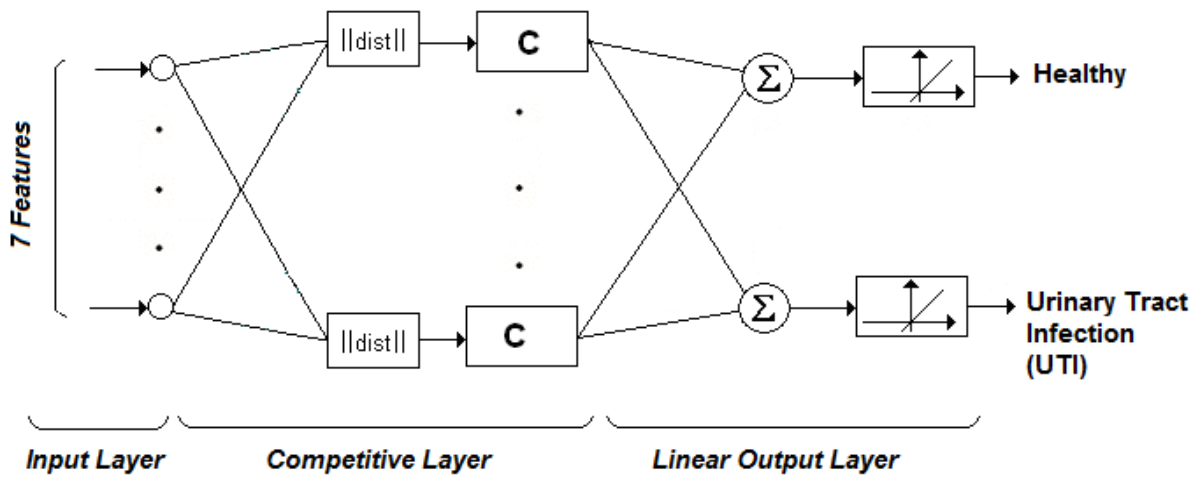 ||dist||
C
Σ
Healthy
7 Features
||dist||
C
Σ
Urinary Tract
Infection
(UTI)
Input Layer
Competitive Layer
Linear Output Layer